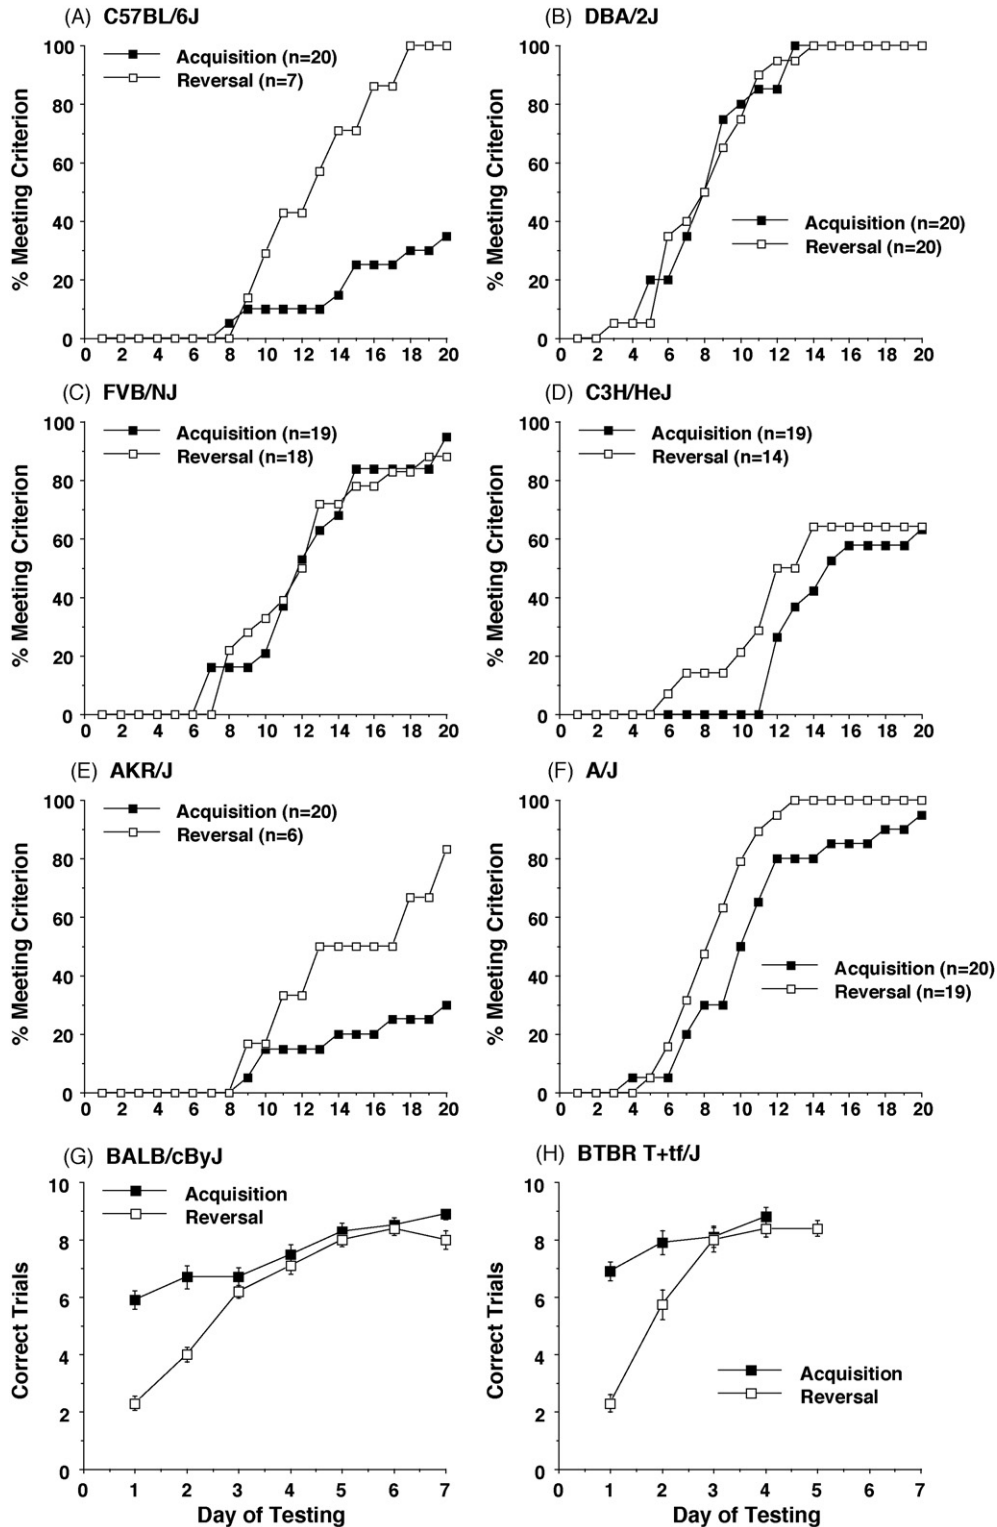 (A) C57BL/6J
% Meeting Criterion
100
80
60
40
20
0
Acquisition (n=20)
Reversal (n=7)
0 2 4 6 8 10 12 14 16 18 20
(B) DBA/2J
% Meeting Criterion
100
80
60
40
20
0
Acquisition (n=20)
Reversal (n=20)
0 2 4 6 8 10 12 14 16 18 20
(C) FVB/NJ
% Meeting Criterion
100
80
60
40
20
0
Acquisition (n=19)
Reversal (n=18)
0 2 4 6 8 10 12 14 16 18 20
(D) C3H/HeJ
% Meeting Criterion
100
80
60
40
20
0
Acquisition (n=19)
Reversal (n=14)
0 2 4 6 8 10 12 14 16 18 20
(E) AKR/J
% Meeting Criterion
100
80
60
40
20
0
Acquisition (n=20)
Reversal (n=6)
0 2 4 6 8 10 12 14 16 18 20
(F) A/J
% Meeting Criterion
100
80
60
40
20
0
Acquisition (n=20)
Reversal (n=19)
0 2 4 6 8 10 12 14 16 18 20
(G) BALB/cByJ
Correct Trials
10
8
6
4
2
0
Acquisition
Reversal
0 1 2 3 4 5 6 7
Day of Testing
(H) BTBR T+tf/J
Correct Trials
10
8
6
4
2
0
Acquisition
Reversal
0 1 2 3 4 5 6 7
Day of Testing